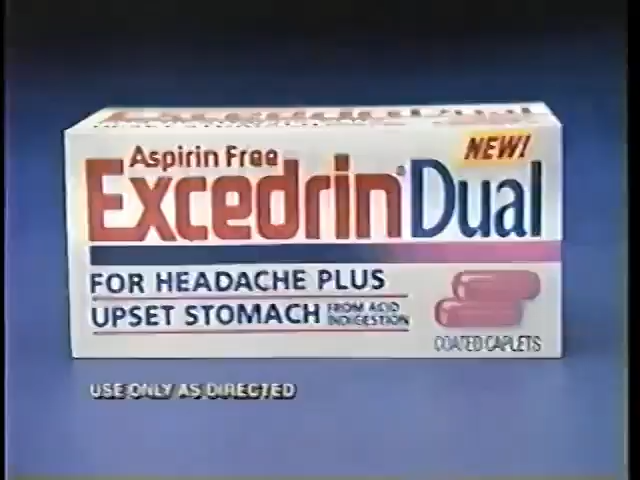 Aspirin Free
NEW!
Excedrin® Dual
FOR HEADACHE PLUS
UPSET STOMACH FROM ACID INDIGESTION
COATED CAPLETS
USE ONLY AS DIRECTED